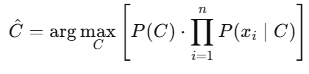 Ĉ = arg max_C [ P(C) · ∏_{i=1}^{n} P(x_i | C) ]